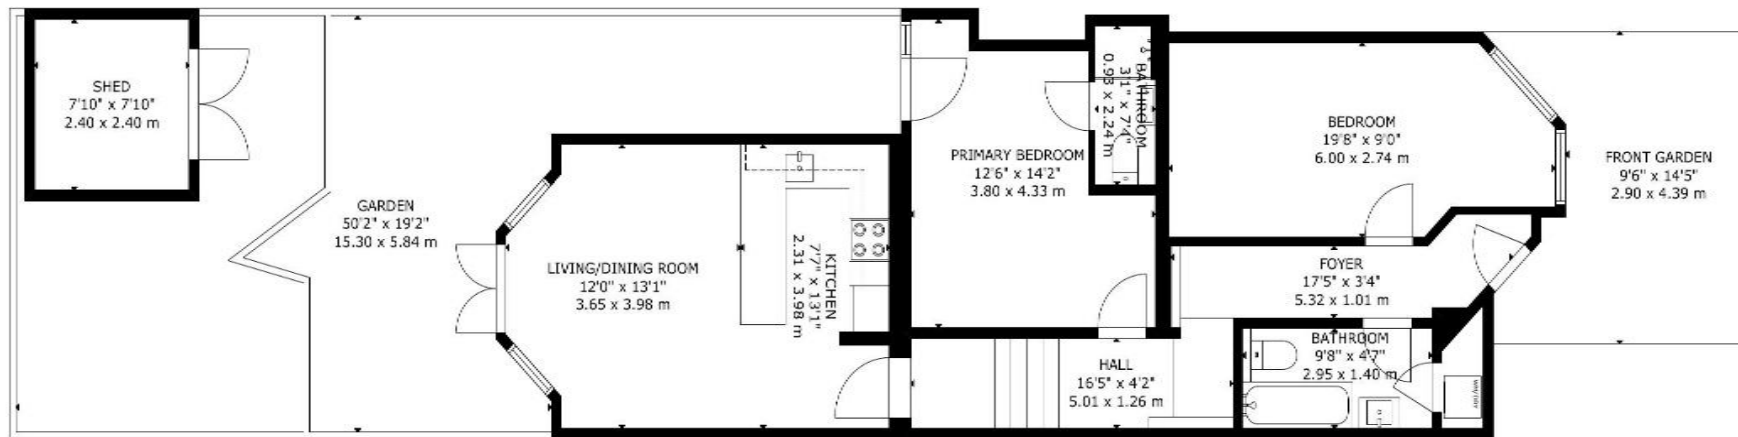 SHED
7'10" x 7'10"
2.40 x 2.40 m
GARDEN
50'2" x 19'2"
15.30 x 5.84 m
LIVING/DINING ROOM
12'0" x 13'1"
3.65 x 3.98 m
KITCHEN
7'7" x 13'1"
2.31 x 3.98 m
PRIMARY BEDROOM
12'6" x 14'2"
3.80 x 4.33 m
BATHROOM
3'1" x 7'4"
0.93 x 2.24 m
BEDROOM
19'8" x 9'0"
6.00 x 2.74 m
FRONT GARDEN
9'6" x 14'5"
2.90 x 4.39 m
FOYER
17'5" x 3'4"
5.32 x 1.01 m
HALL
16'5" x 4'2"
5.01 x 1.26 m
BATHROOM
9'8" x 4'7"
2.95 x 1.40 m